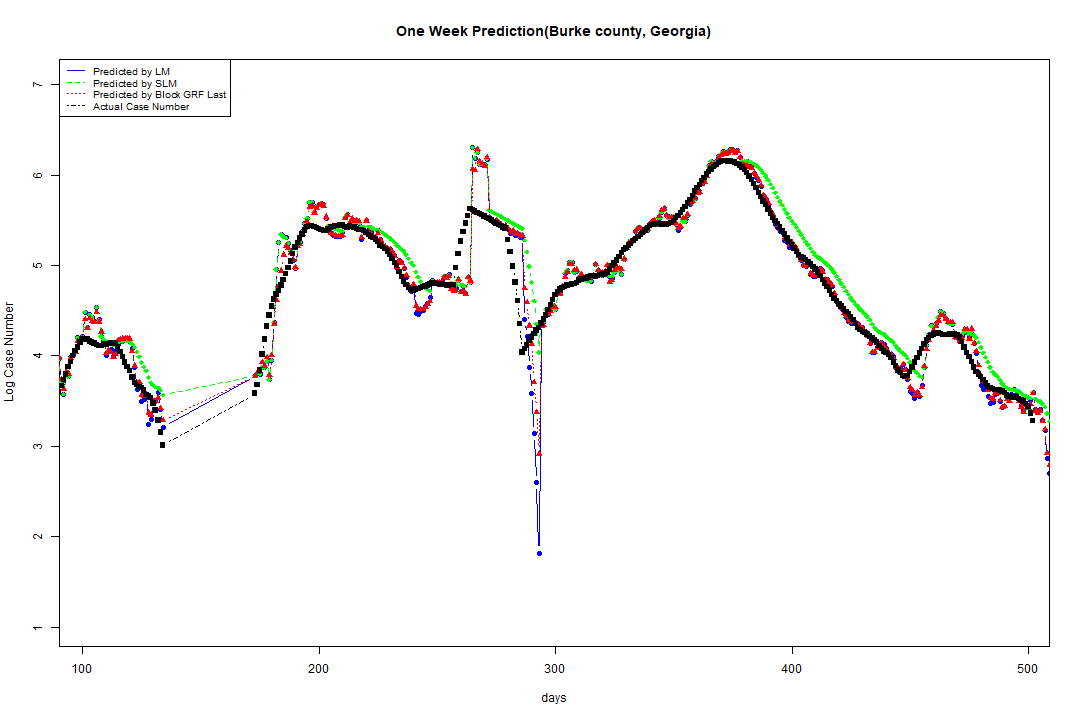 One Week Prediction(Burke county, Georgia)
Predicted by LM
Predicted by SLM
Predicted by Block GRF Last
Actual Case Number
Log Case Number
7
6
5
4
3
2
1
100 200 300 400 500
days